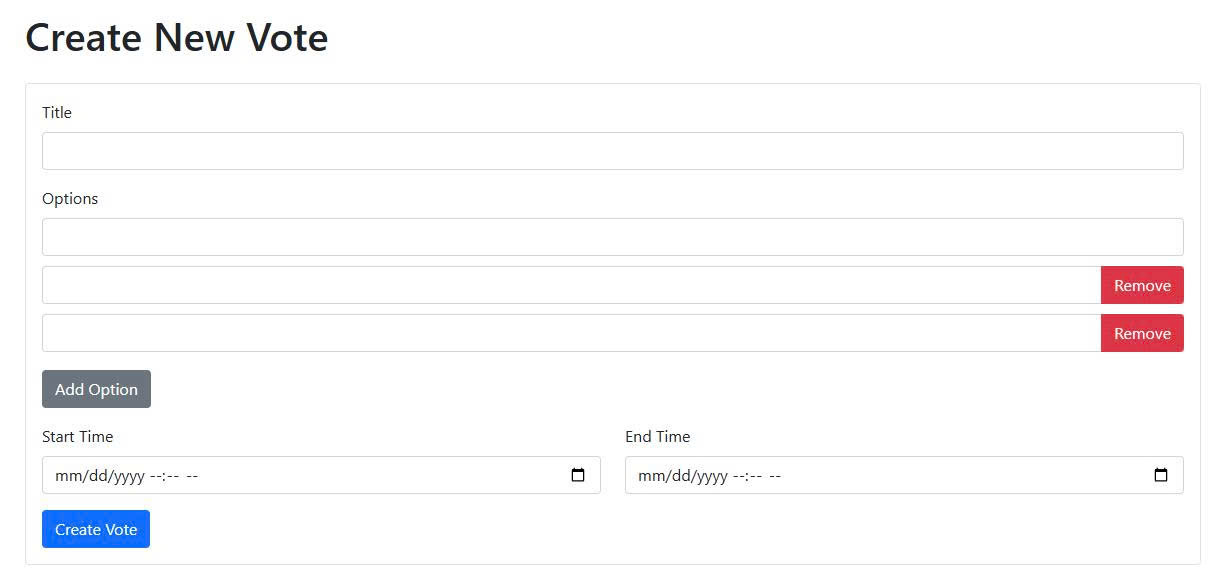 Create New Vote
Title
Options
Remove
Remove
Add Option
Start Time End Time
mm/dd/yyyy --:-- -- mm/dd/yyyy --:-- --
Create Vote